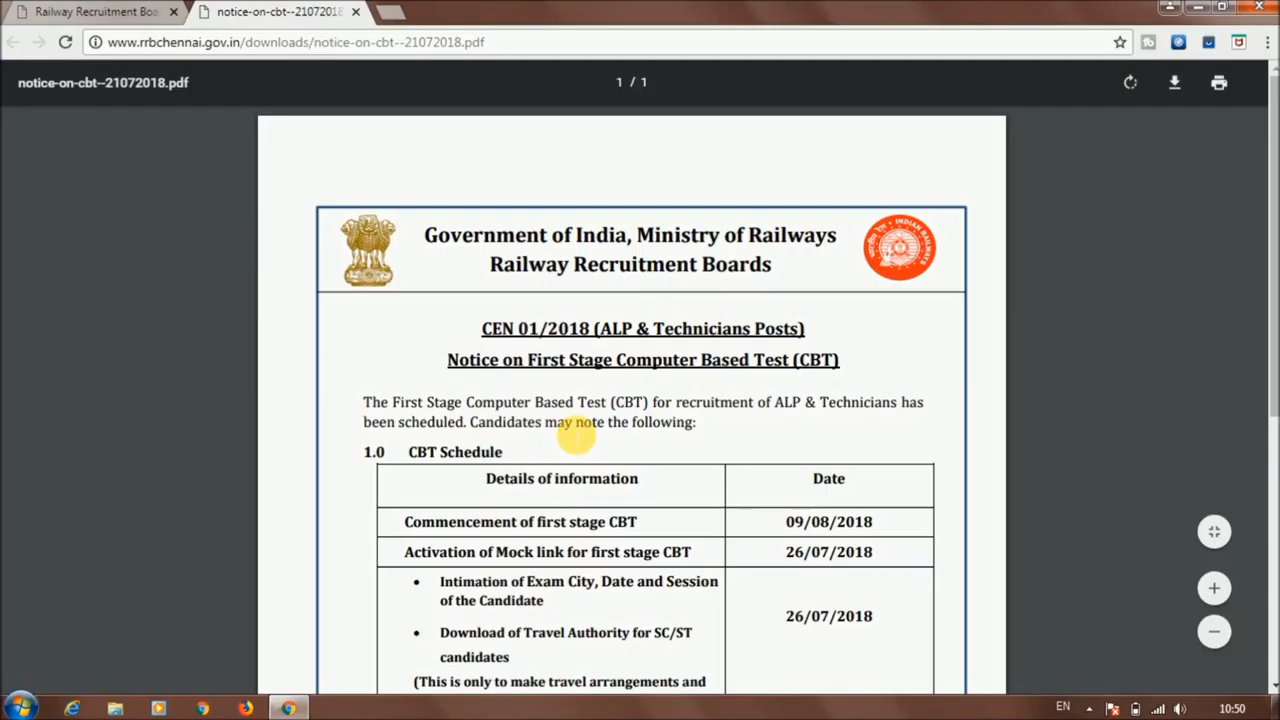 Railway Recruitment Boa
notice-on-cbt--21072018
www.rrbchennai.gov.in/downloads/notice-on-cbt--21072018.pdf
notice-on-cbt--21072018.pdf
1 / 1
Government of India, Ministry of Railways
Railway Recruitment Boards
INDIAN RAILWAYS
CEN 01/2018 (ALP & Technicians Posts)
Notice on First Stage Computer Based Test (CBT)
The First Stage Computer Based Test (CBT) for recruitment of ALP & Technicians has
been scheduled. Candidates may note the following:
1.0 CBT Schedule
Details of information Date
Commencement of first stage CBT 09/08/2018
Activation of Mock link for first stage CBT 26/07/2018
• Intimation of Exam City, Date and Session
of the Candidate
26/07/2018
• Download of Travel Authority for SC/ST
candidates
(This is only to make travel arrangements and
EN 10:50